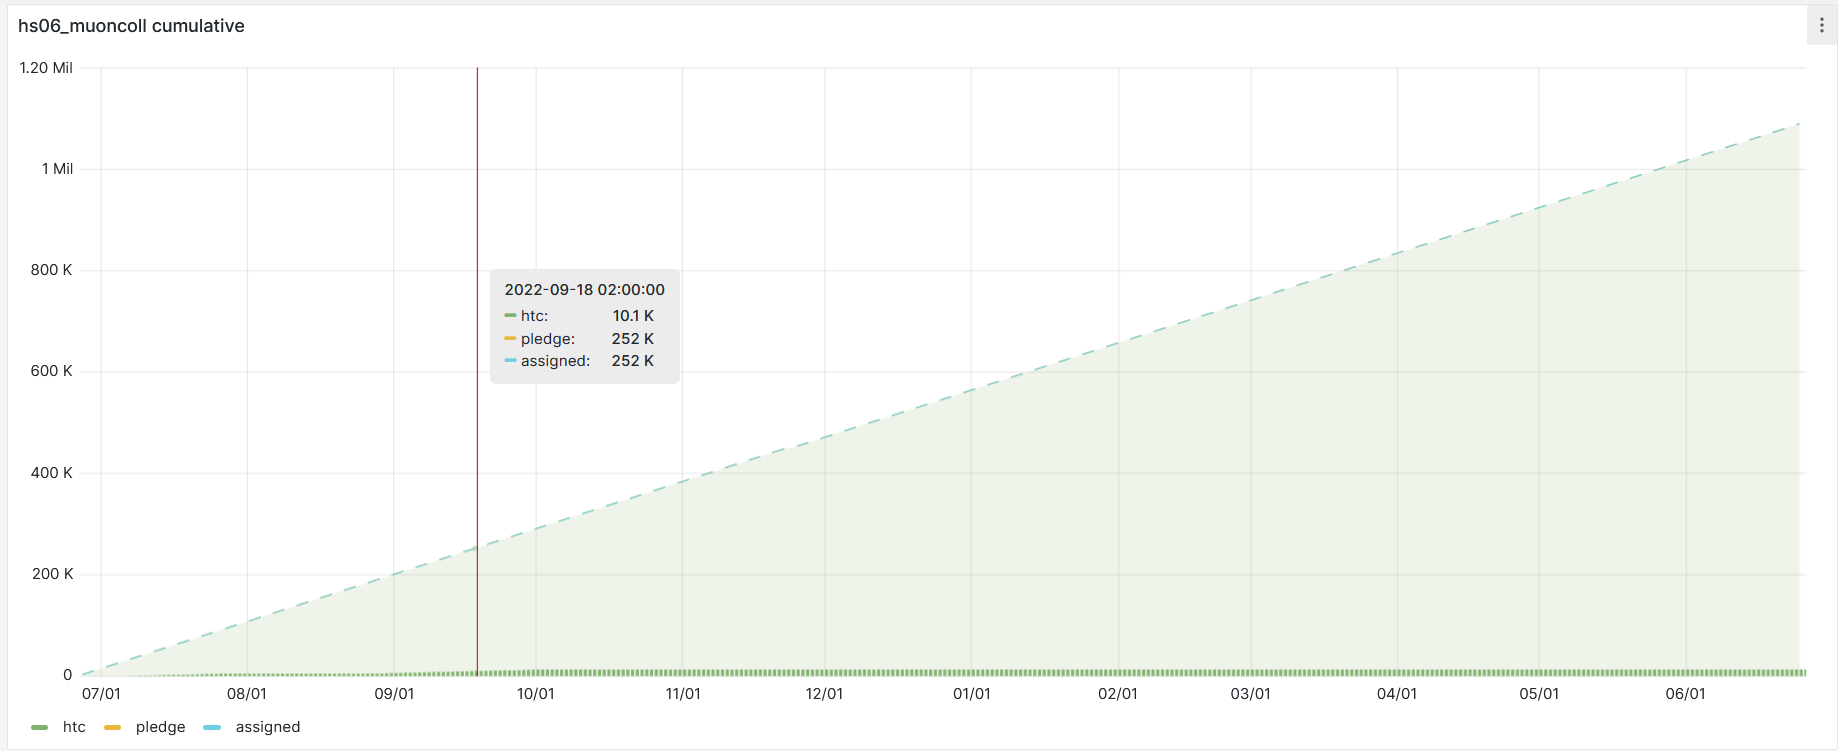 hs06_muoncoll cumulative
1.20 Mil
1 Mil
800 K
600 K
400 K
200 K
0
2022-09-18 02:00:00
htc: 10.1 K
pledge: 252 K
assigned: 252 K
07/01 08/01 09/01 10/01 11/01 12/01 01/01 02/01 03/01 04/01 05/01 06/01
htc pledge assigned